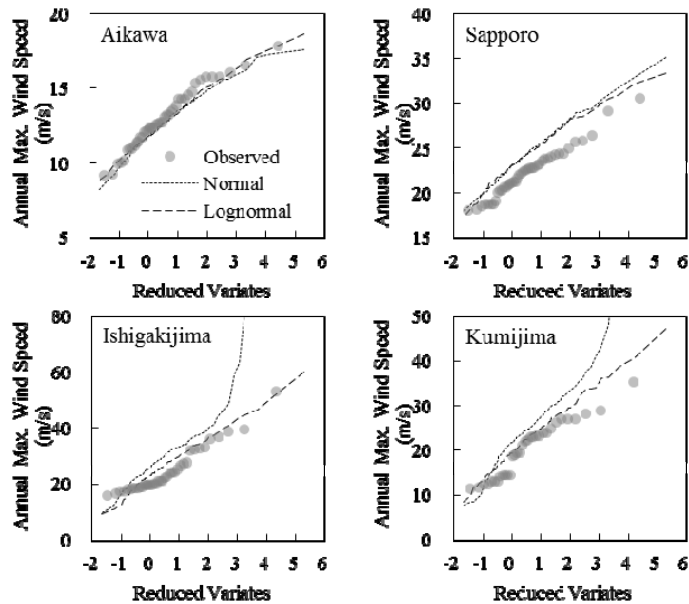 Aikawa
Annual Max. Wind Speed
(m/s)
20
15
10
5
Observed
Normal
Lognormal
-2 -1 0 1 2 3 4 5 6
Reduced Variates
Sapporo
Annual Max. Wind Speed
(m/s)
40
35
30
25
20
15
-2 -1 0 1 2 3 4 5 6
Reduced Variates
Ishigakijima
Annual Max. Wind Speed
(m/s)
80
60
40
20
0
-2 -1 0 1 2 3 4 5 6
Reduced Variates
Kumijima
Annual Max. Wind Speed
(m/s)
50
40
30
20
10
0
-2 -1 0 1 2 3 4 5 6
Reduced Variates